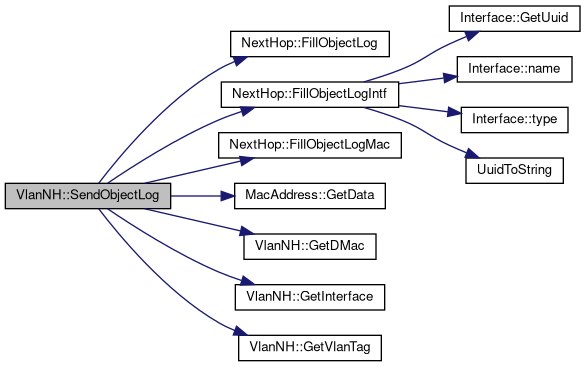 VlanNH::SendObjectLog
NextHop::FillObjectLog
NextHop::FillObjectLogIntf
NextHop::FillObjectLogMac
MacAddress::GetData
VlanNH::GetDMac
VlanNH::GetInterface
VlanNH::GetVlanTag
Interface::GetUuid
Interface::name
Interface::type
UuidToString